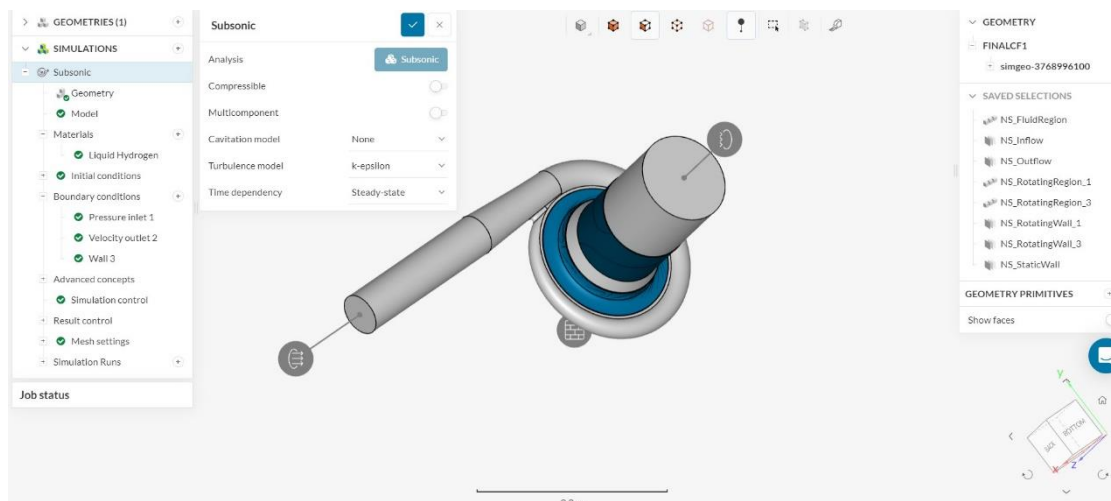 GEOMETRIES (1)
SIMULATIONS
Subsonic
Geometry
Model
Materials
Liquid Hydrogen
Initial conditions
Boundary conditions
Pressure inlet 1
Velocity outlet 2
Wall 3
Advanced concepts
Simulation control
Result control
Mesh settings
Simulation Runs
Job status
Subsonic
Analysis Subsonic
Compressible
Multicomponent
Cavitation model None
Turbulence model k-epsilon
Time dependency Steady-state
GEOMETRY
FINALCF1
simgeo-3768996100
SAVED SELECTIONS
NS_FluidRegion
NS_Inflow
NS_Outflow
NS_RotatingRegion_1
NS_RotatingRegion_3
NS_RotatingWall_1
NS_RotatingWall_3
NS_StaticWall
GEOMETRY PRIMITIVES
Show faces
y
BACK BOTTOM
x z